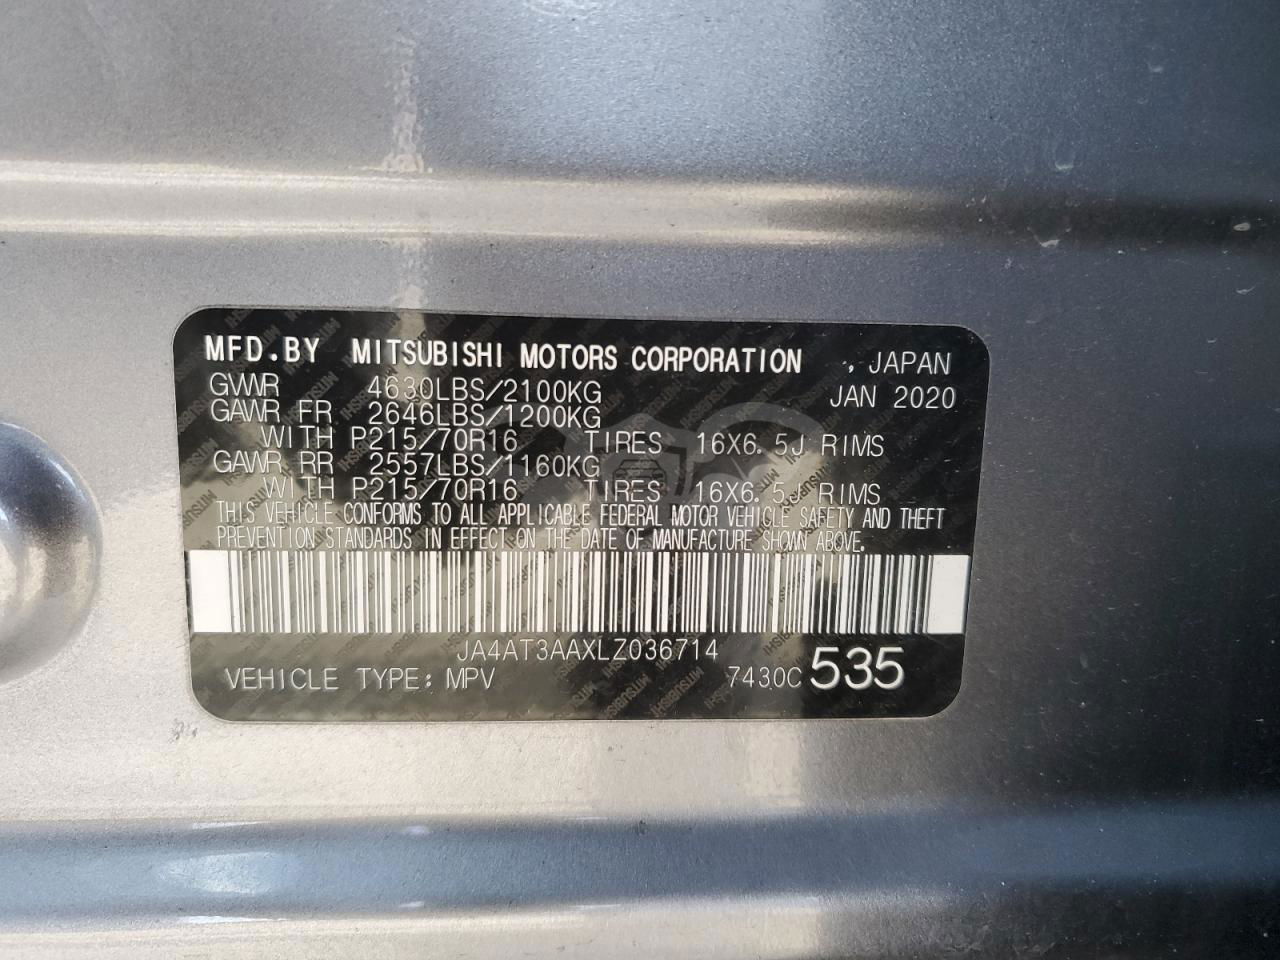 MFD.BY MITSUBISHI MOTORS CORPORATION , JAPAN
GVWR 4630LBS/2100KG JAN 2020
GAWR FR 2646LBS/1200KG
WITH P215/70R16 TIRES 16X6.5J RIMS
GAWR RR 2557LBS/1160KG
WITH P215/70R16 TIRES 16X6.5J RIMS
THIS VEHICLE CONFORMS TO ALL APPLICABLE FEDERAL MOTOR VEHICLE SAFETY AND THEFT
PREVENTION STANDARDS IN EFFECT ON THE DATE OF MANUFACTURE SHOWN ABOVE.
JA4AT3AAXLZ036714
VEHICLE TYPE: MPV 7430C 535